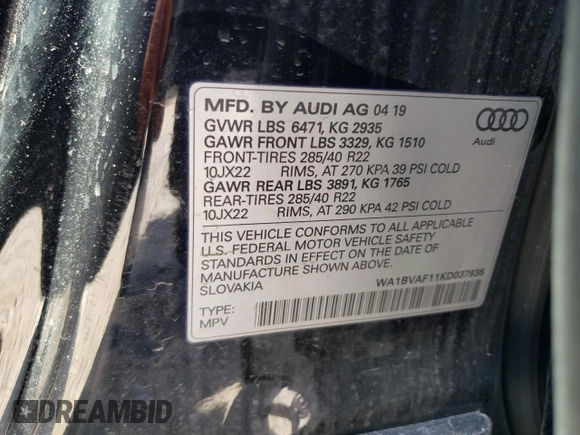 MFD. BY AUDI AG 04 19
GVWR LBS 6471, KG 2935
GAWR FRONT LBS 3329, KG 1510
FRONT-TIRES 285/40 R22
10JX22 RIMS, AT 270 KPA 39 PSI COLD
GAWR REAR LBS 3891, KG 1765
REAR-TIRES 285/40 R22
10JX22 RIMS, AT 290 KPA 42 PSI COLD
Audi
THIS VEHICLE CONFORMS TO ALL APPLICABLE
U.S. FEDERAL MOTOR VEHICLE SAFETY
STANDARDS IN EFFECT ON THE DATE OF
MANUFACTURE SHOWN ABOVE.
SLOVAKIA
WA1BVAF11KD037936
TYPE:
MPV
DREAMBID